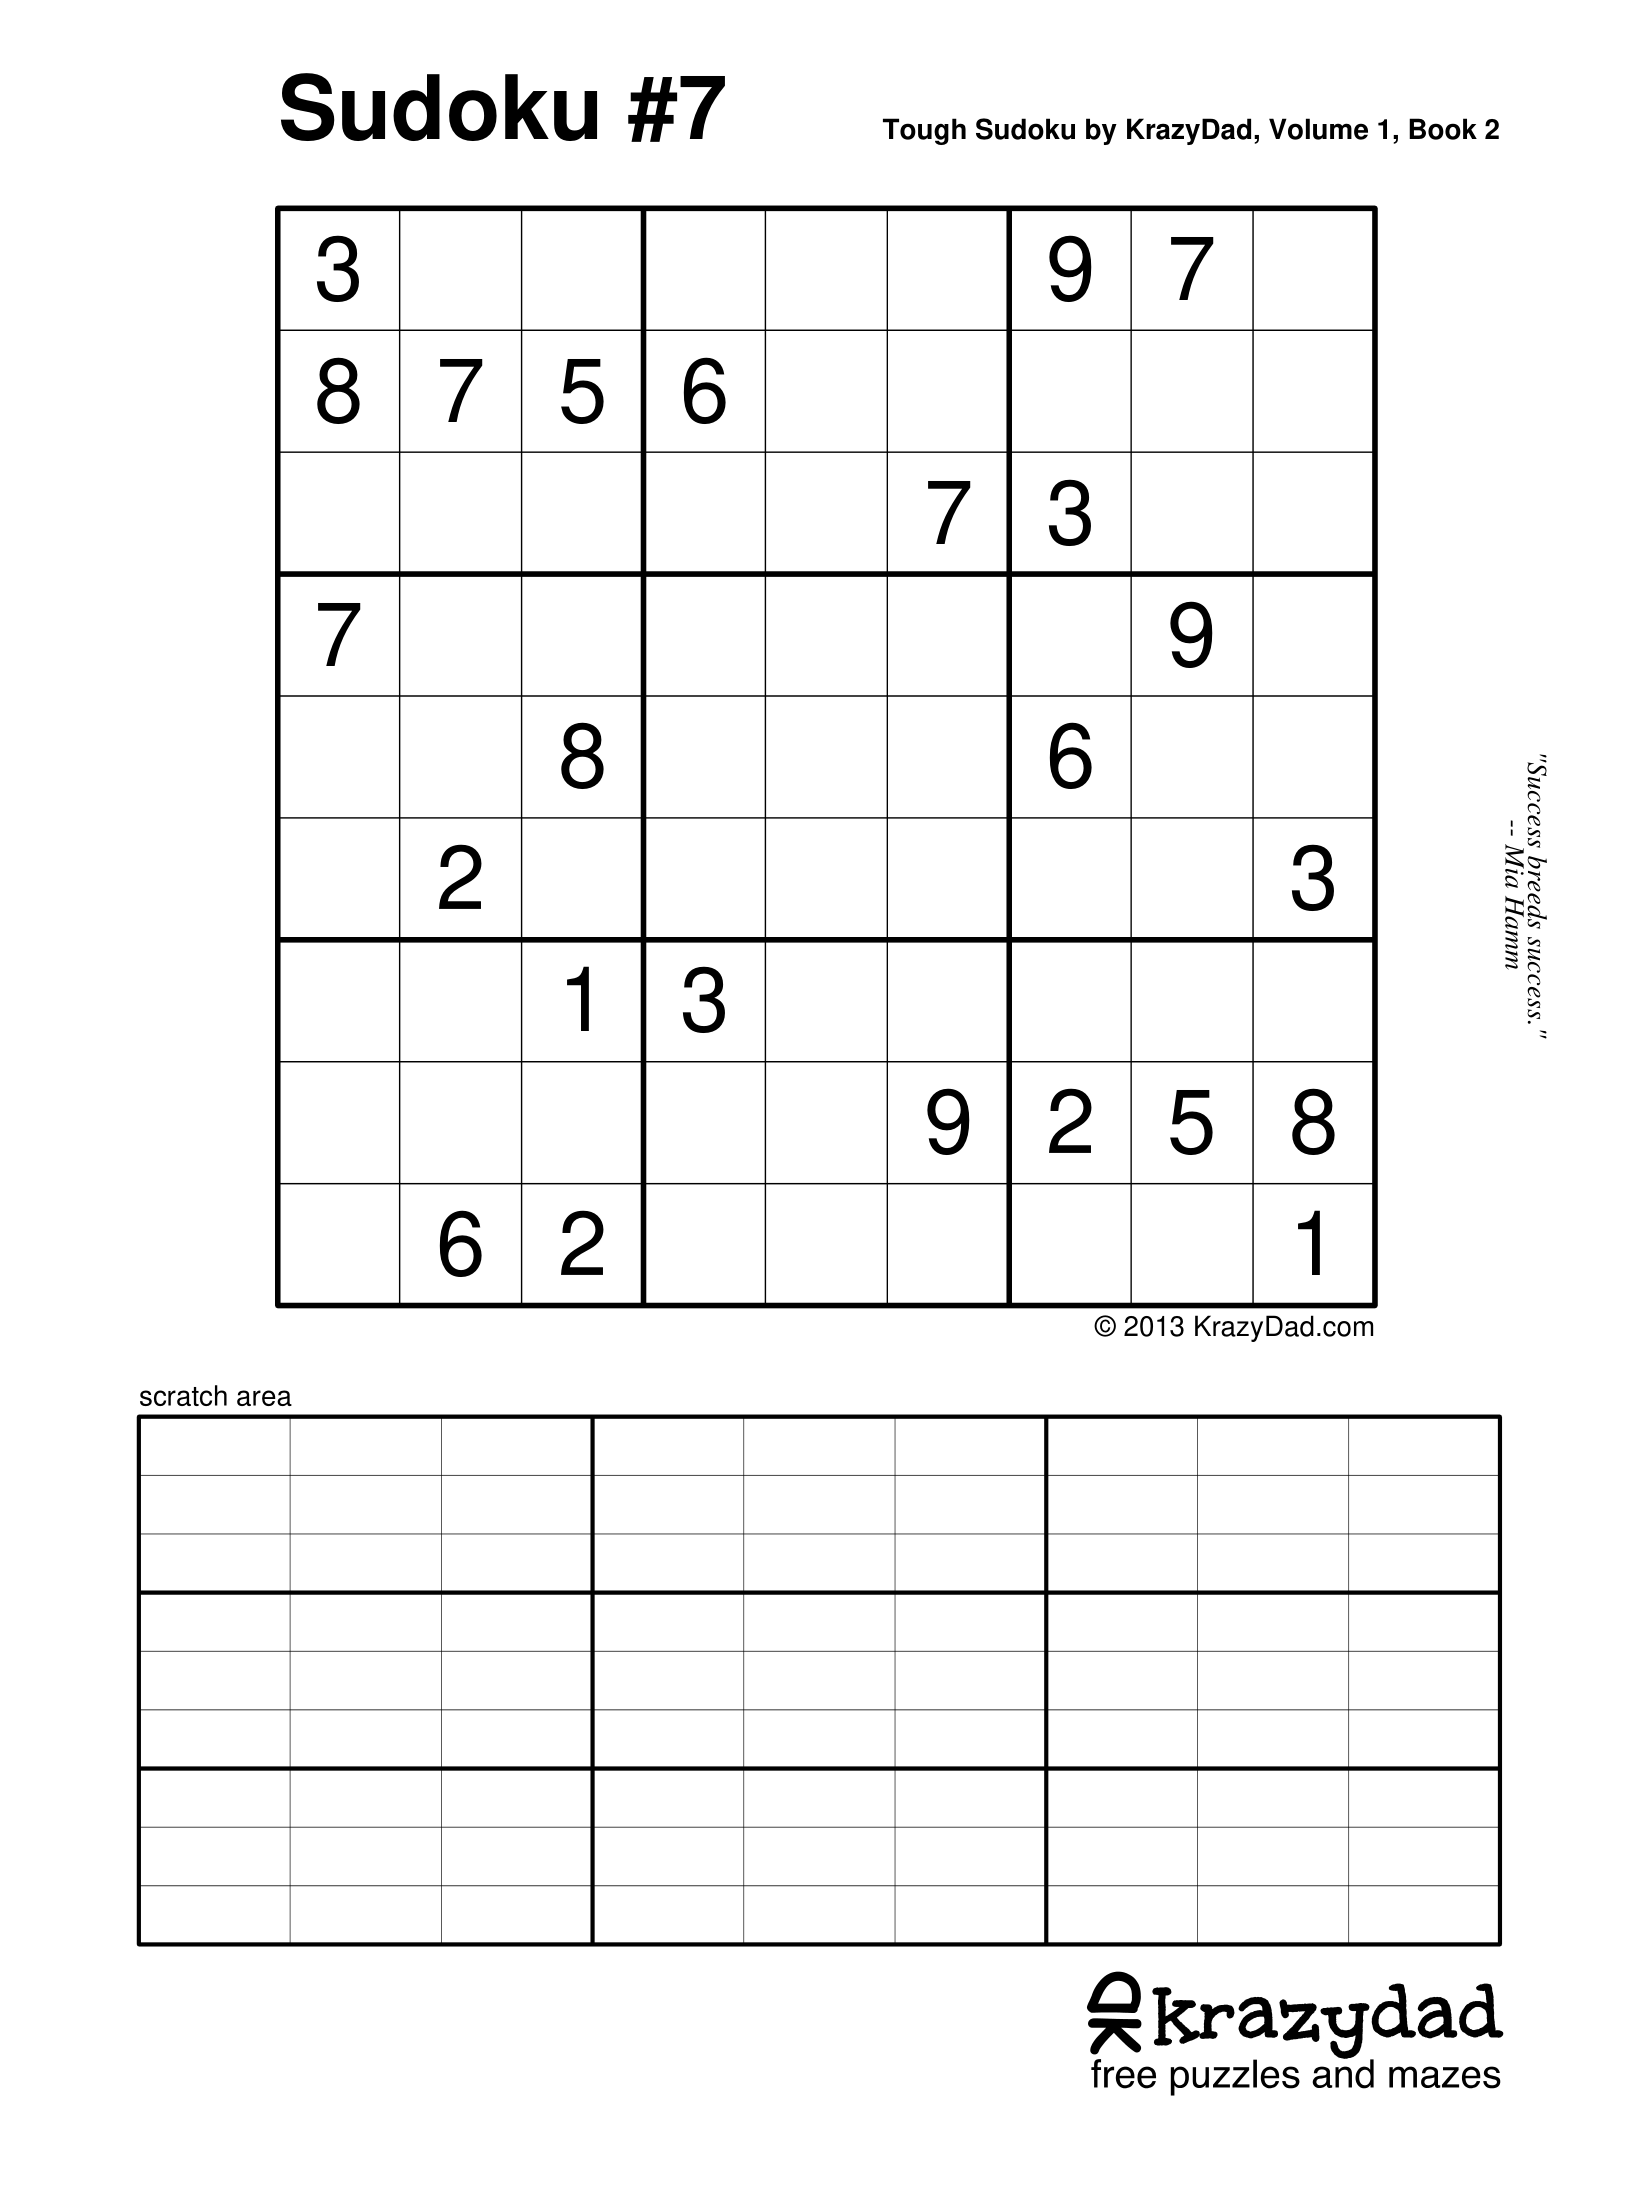 Sudoku #7
Tough Sudoku by KrazyDad, Volume 1, Book 2
3 9 7
8 7 5 6
7 3
7 9
8 6
2 3
1 3
9 2 5 8
6 2 1
"Success breeds success."
-- Mia Hamm
© 2013 KrazyDad.com
scratch area
KD krazydad
free puzzles and mazes